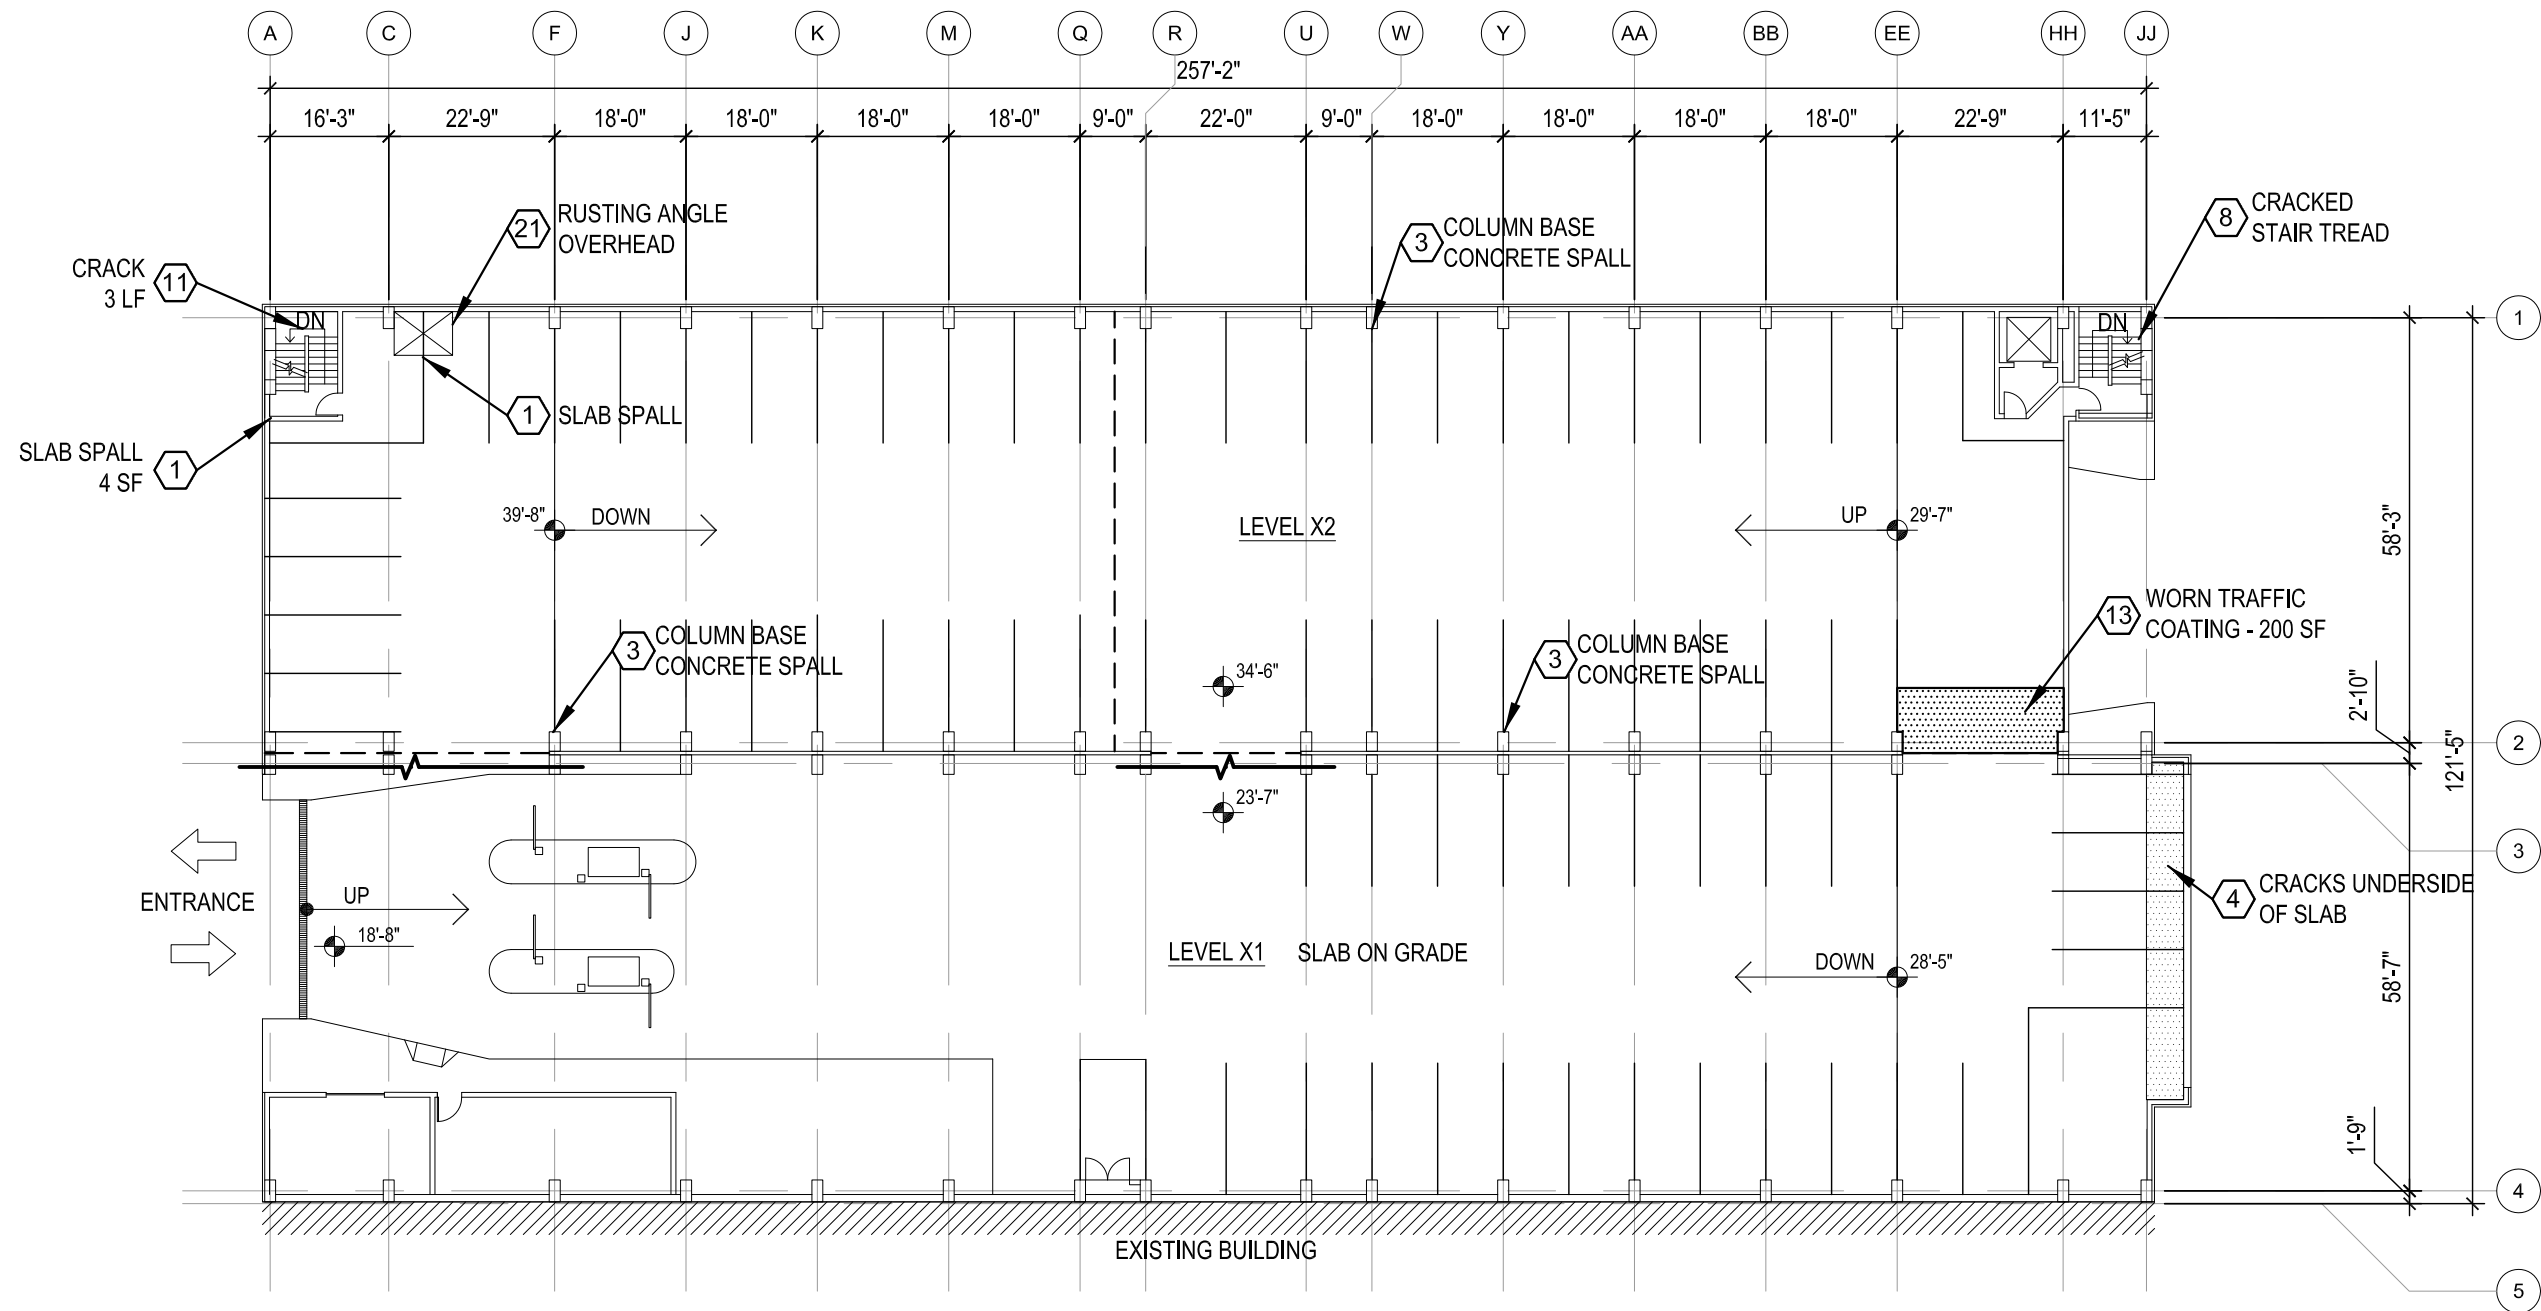 A C F J K M Q R U W Y AA BB EE HH JJ
257'-2"
16'-3" 22'-9" 18'-0" 18'-0" 18'-0" 18'-0" 9'-0" 22'-0" 9'-0" 18'-0" 18'-0" 18'-0" 18'-0" 22'-9" 11'-5"
21 RUSTING ANGLE
OVERHEAD
3 COLUMN BASE
CONCRETE SPALL
8 CRACKED
STAIR TREAD
CRACK
3 LF
11
DN
DN
1
1 SLAB SPALL
SLAB SPALL
4 SF
1
39'-8" DOWN
LEVEL X2
UP 29'-7"
58'-3"
3 COLUMN BASE
CONCRETE SPALL
3 COLUMN BASE
CONCRETE SPALL
13 WORN TRAFFIC
COATING - 200 SF
34'-6"
2'-10"
2
121'-5"
23'-7"
3
ENTRANCE
UP
18'-8"
4 CRACKS UNDERSIDE
OF SLAB
LEVEL X1 SLAB ON GRADE
DOWN 28'-5"
58'-7"
1'-9"
4
EXISTING BUILDING
5